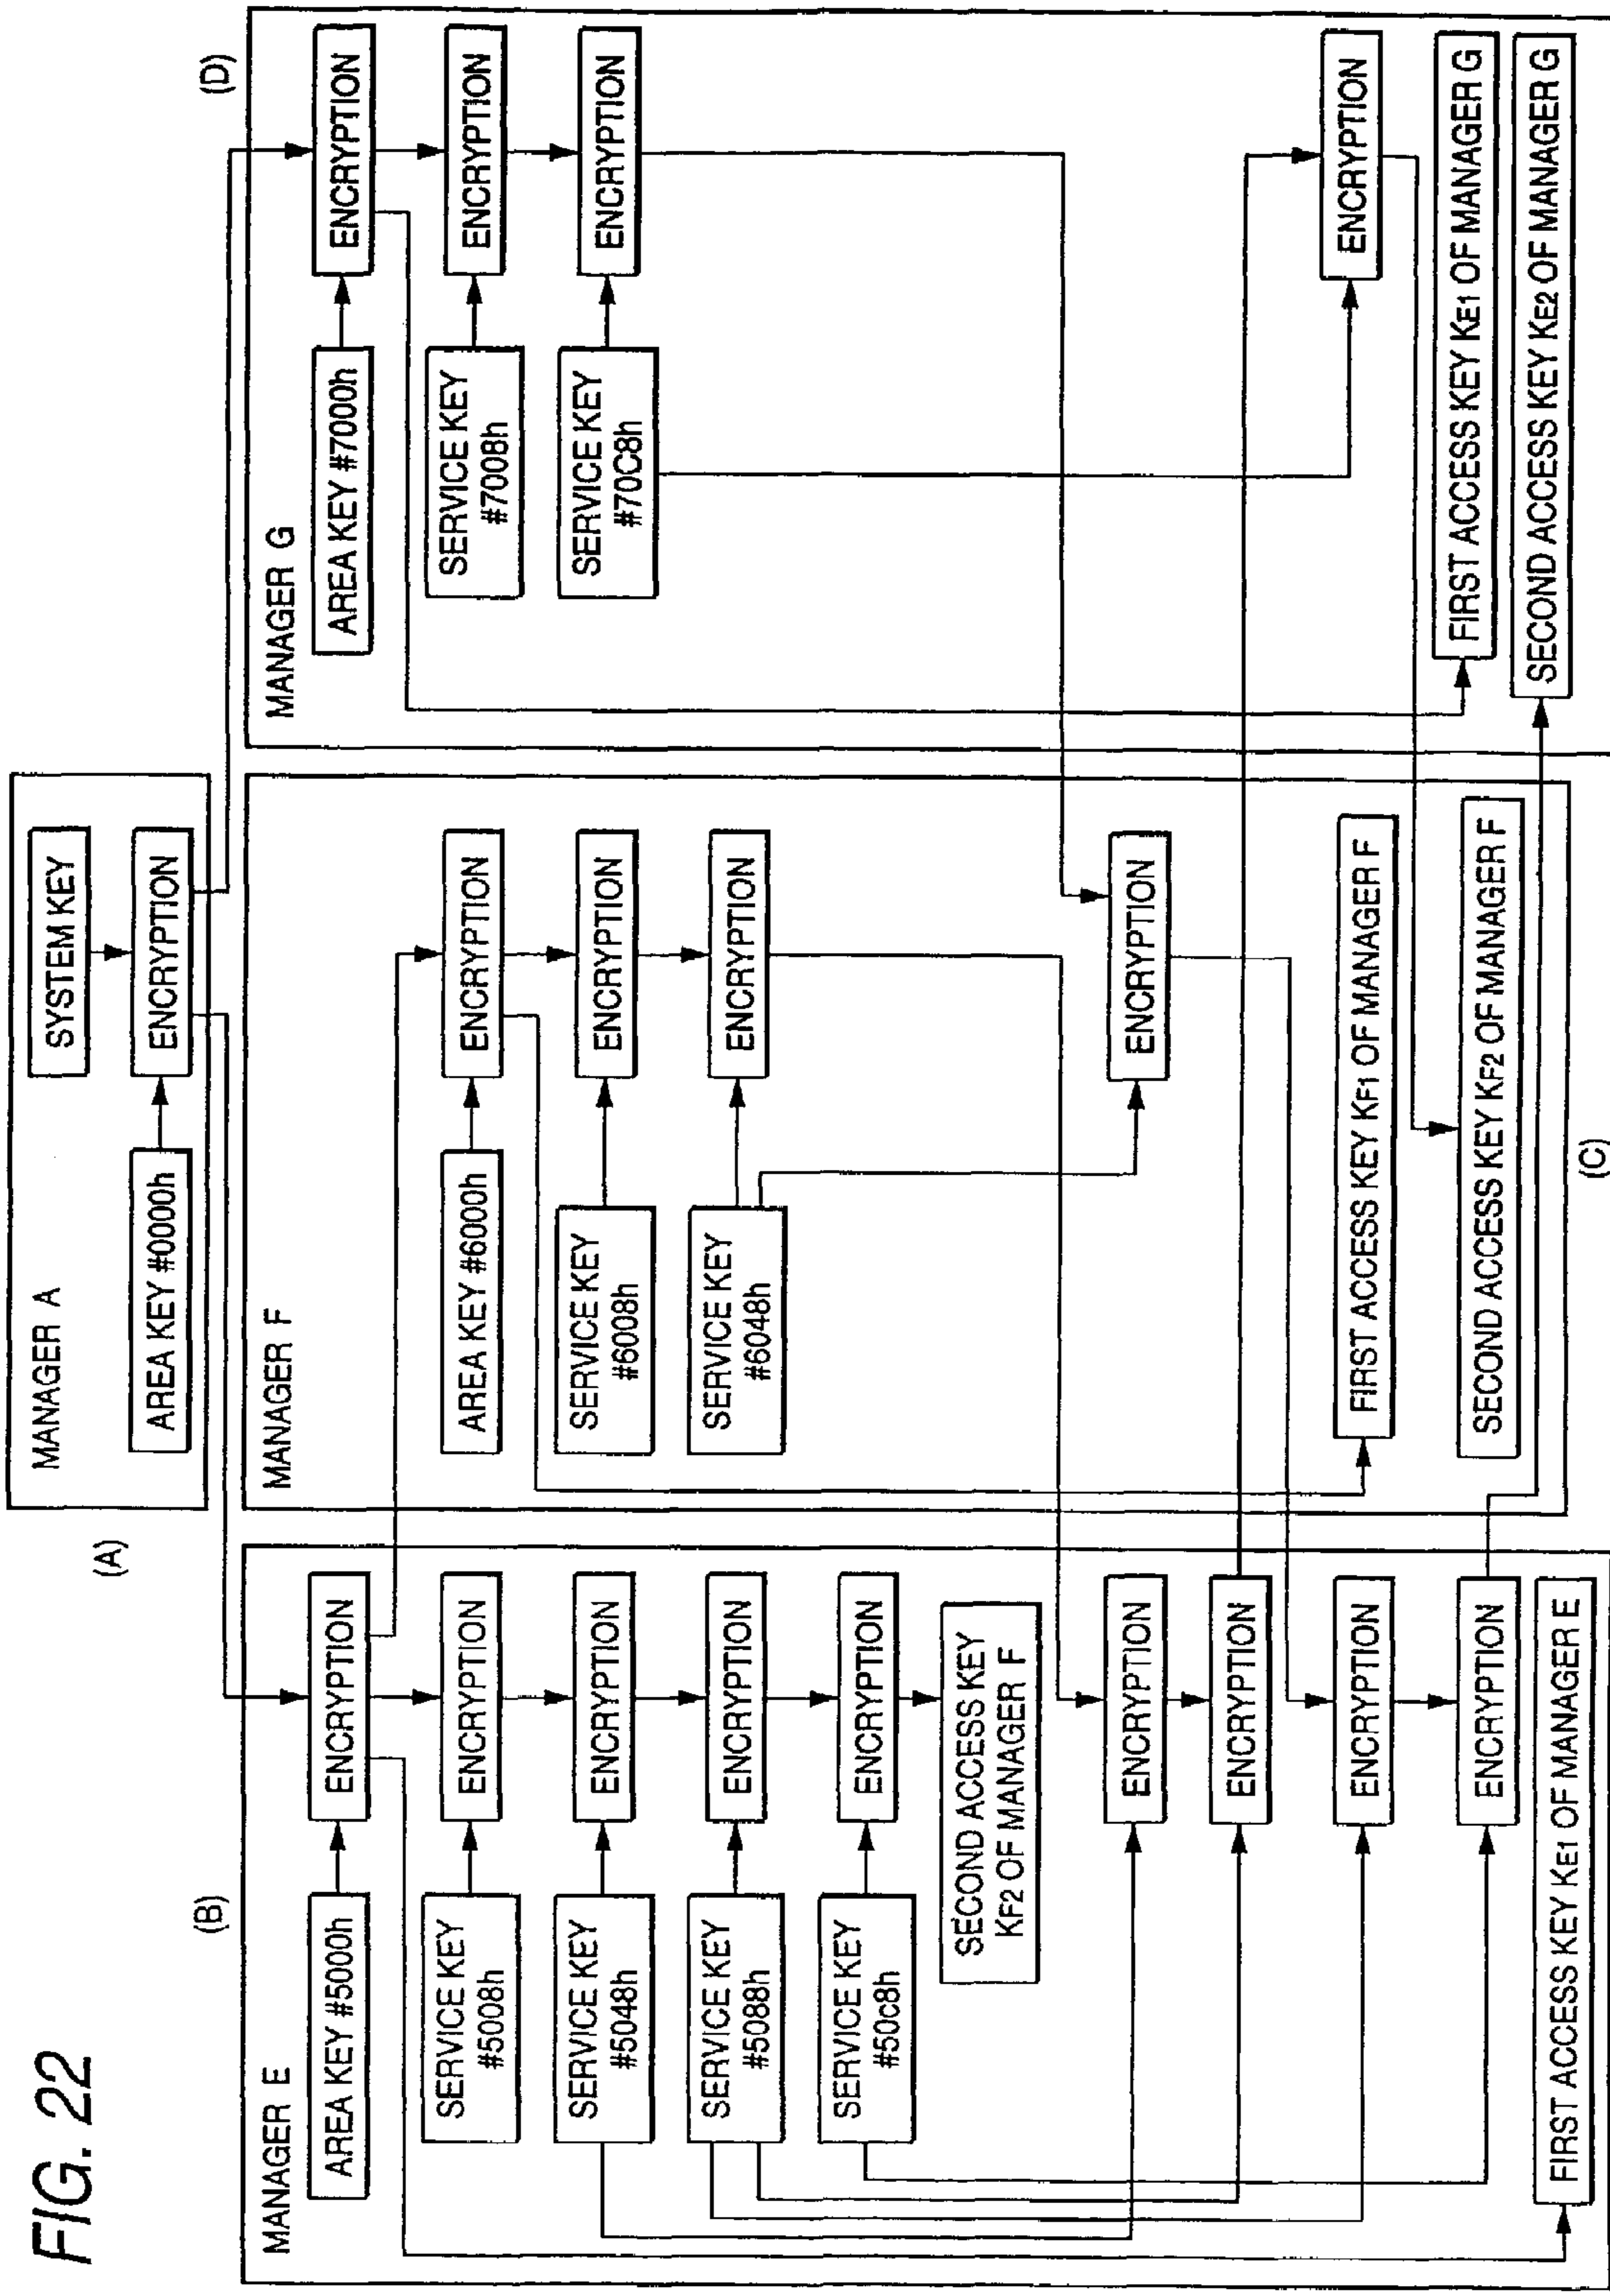 FIG. 22
(A)
MANAGER A
SYSTEM KEY
AREA KEY #0000h
ENCRYPTION
(B)
MANAGER E
AREA KEY #5000h
ENCRYPTION
SERVICE KEY
#5008h
ENCRYPTION
SERVICE KEY
#5048h
ENCRYPTION
SERVICE KEY
#5088h
ENCRYPTION
SERVICE KEY
#50c8h
ENCRYPTION
SECOND ACCESS KEY
KF2 OF MANAGER F
ENCRYPTION
ENCRYPTION
ENCRYPTION
ENCRYPTION
FIRST ACCESS KEY KE1 OF MANAGER E
MANAGER F
AREA KEY #6000h
ENCRYPTION
SERVICE KEY
#6008h
ENCRYPTION
SERVICE KEY
#6048h
ENCRYPTION
ENCRYPTION
FIRST ACCESS KEY KF1 OF MANAGER F
SECOND ACCESS KEY KF2 OF MANAGER F
(C)
(D)
MANAGER G
AREA KEY #7000h
ENCRYPTION
SERVICE KEY
#7008h
ENCRYPTION
SERVICE KEY
#70C8h
ENCRYPTION
ENCRYPTION
FIRST ACCESS KEY KE1 OF MANAGER G
SECOND ACCESS KEY KE2 OF MANAGER G